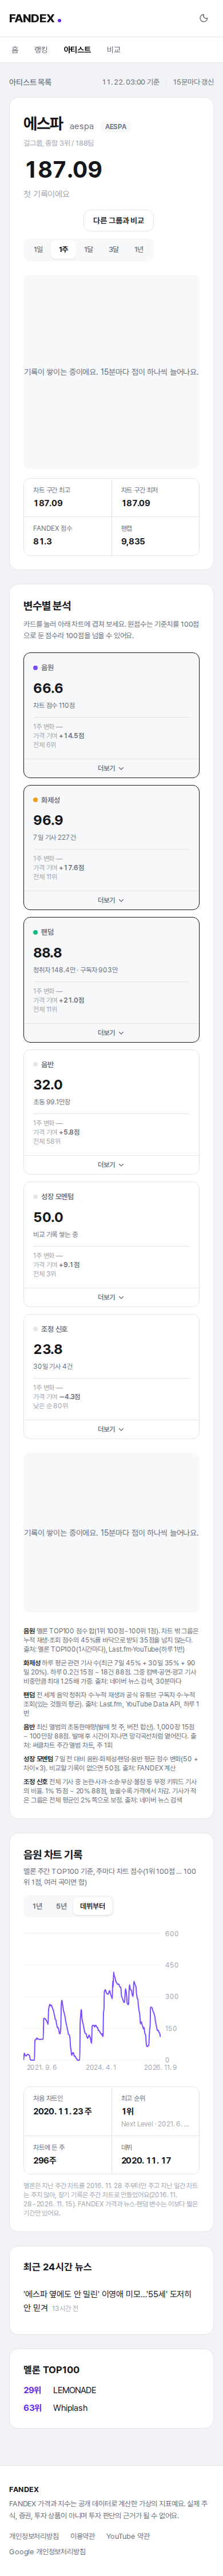 FANDEX
홈 랭킹 아티스트 비교
아티스트 목록 11. 22. 03:00 기준 15분마다 갱신
에스파 aespa AESPA
걸그룹, 종합 3위 / 188팀
187.09
첫 기록이에요
다른 그룹과 비교
1일 1주 1달 3달 1년
기록이 쌓이는 중이에요. 15분마다 점이 하나씩 늘어나요.
차트 구간 최고 차트 구간 최저
187.09 187.09
FANDEX 점수 팬캡
81.3 9,835
변수별 분석
카드를 눌러 아래 차트에 겹쳐 보세요. 원점수는 기준치를 100점
으로 둔 점수라 100점을 넘을 수 있어요.
음원
66.6
차트 점수 110점
1주 변화 —
가격 기여 +14.5점
전체 6위
더보기
화제성
96.9
7일 기사 227건
1주 변화 —
가격 기여 +17.6점
전체 11위
더보기
팬덤
88.8
청취자 148.4만 · 구독자 903만
1주 변화 —
가격 기여 +21.0점
전체 11위
더보기
음반
32.0
초동 99.1만장
1주 변화 —
가격 기여 +5.8점
전체 58위
더보기
성장 모멘텀
50.0
비교할 기록 쌓는 중
1주 변화 —
가격 기여 +9.1점
전체 3위
더보기
조정 신호
23.8
30일 기사 4건
1주 변화 —
가격 기여 −4.3점
낮은 순 80위
더보기
기록이 쌓이는 중이에요. 15분마다 점이 하나씩 늘어나요.
음원 차트 기록
멜론 주간 TOP100 기준, 주마다 차트 점수(1위 100점 … 100
위 1점, 여러 곡이면 합)
1년 5년 데뷔부터
600
450
300
150
0
2021. 9. 6 2024. 4. 1 2026. 11. 9
처음 차트인 최고 순위
2020. 11. 23 주 1위
Next Level · 2021. 6. ...
차트에 든 주 데뷔
296주 2020. 11. 17
최근 24시간 뉴스
'에스파 옆에도 안 밀린' 이영애 미모…'55세' 도저히
안 믿겨 13시간 전
멜론 TOP100
29위 LEMONADE
63위 Whiplash
FANDEX
FANDEX 가격과 지수는 공개 데이터로 계산한 가상의 지표예요. 실제 주
식, 증권, 투자 상품이 아니며 투자 판단의 근거가 될 수 없어요.
개인정보처리방침 이용약관 YouTube 약관
Google 개인정보처리방침